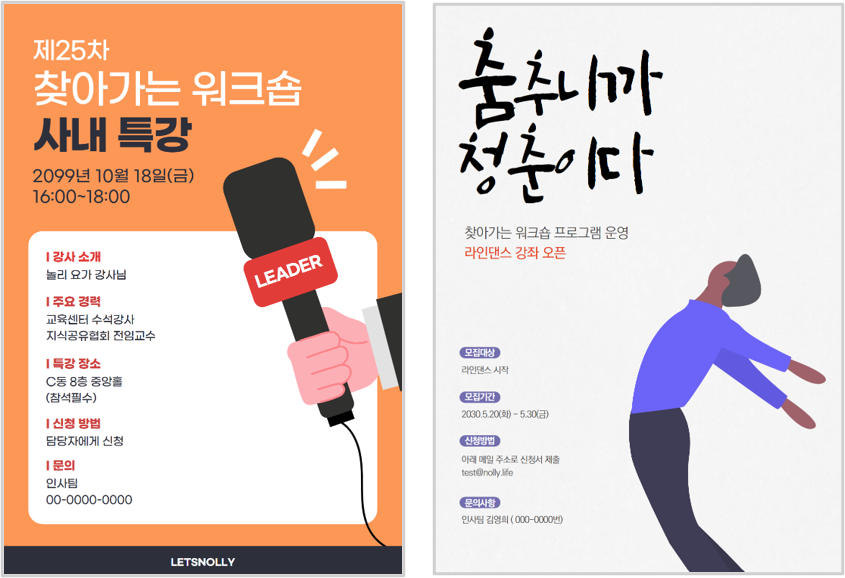 제25차
찾아가는 워크숍
사내 특강
2099년 10월 18일(금)
16:00~18:00
LEADER
I 강사 소개
놀리 요가 강사님
I 주요 경력
교육센터 수석강사
지식공유협회 전임교수
I 특강 장소
C동 8층 중앙홀
(참석필수)
I 신청 방법
담당자에게 신청
I 문의
인사팀
00-0000-0000
LETSNOLLY
춤추니까
청춘이다
찾아가는 워크숍 프로그램 운영
라인댄스 강좌 오픈
모집대상
라인댄스 시작
모집기간
2030.5.20(화) – 5.30(금)
신청방법
아래 메일 주소로 신청서 제출
test@nolly.life
문의사항
인사팀 김영희 ( 000-0000번)